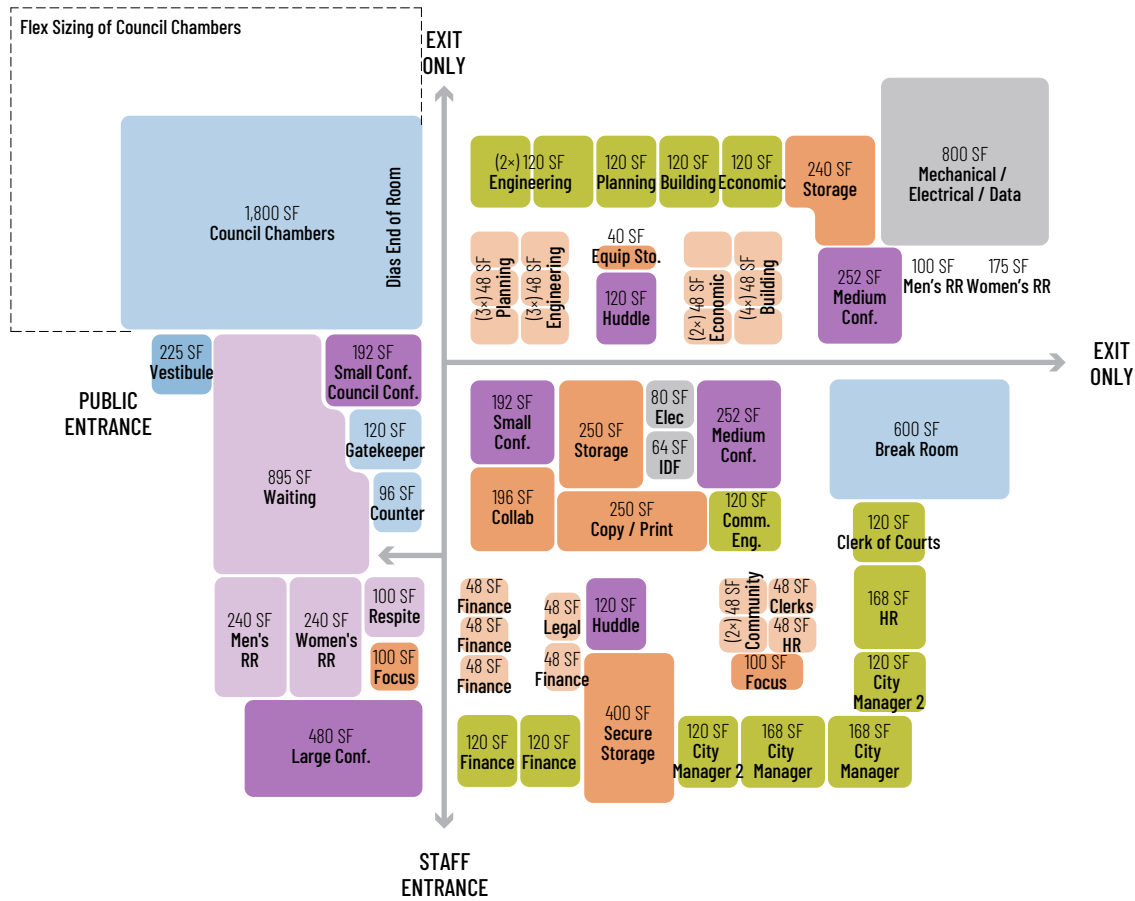 Flex Sizing of Council Chambers
EXIT
ONLY
1,800 SF
Council Chambers
Dias End of Room
(2×) 120 SF
Engineering
120 SF
Planning
120 SF
Building
120 SF
Economic
240 SF
Storage
800 SF
Mechanical /
Electrical / Data
(3×) 48 SF
Planning
(3×) 48 SF
Engineering
40 SF
Equip Sto.
120 SF
Huddle
(2×) 48 SF
Economic
(4×) 48 SF
Building
252 SF
Medium
Conf.
100 SF
Men's RR
175 SF
Women's RR
EXIT
ONLY
225 SF
Vestibule
PUBLIC
ENTRANCE
192 SF
Small Conf.
Council Conf.
120 SF
Gatekeeper
895 SF
Waiting
96 SF
Counter
192 SF
Small
Conf.
250 SF
Storage
80 SF
Elec
64 SF
IDF
252 SF
Medium
Conf.
600 SF
Break Room
196 SF
Collab
250 SF
Copy / Print
120 SF
Comm.
Eng.
120 SF
Clerk of Courts
240 SF
Men's
RR
240 SF
Women's
RR
100 SF
Respite
100 SF
Focus
480 SF
Large Conf.
48 SF
Finance
48 SF
Finance
48 SF
Finance
48 SF
Legal
48 SF
Finance
120 SF
Huddle
(2×) 48 SF
Community
48 SF
Clerks
48 SF
HR
100 SF
Focus
168 SF
HR
120 SF
City
Manager 2
120 SF
Finance
120 SF
Finance
400 SF
Secure
Storage
120 SF
City
Manager 2
168 SF
City
Manager
168 SF
City
Manager
STAFF
ENTRANCE